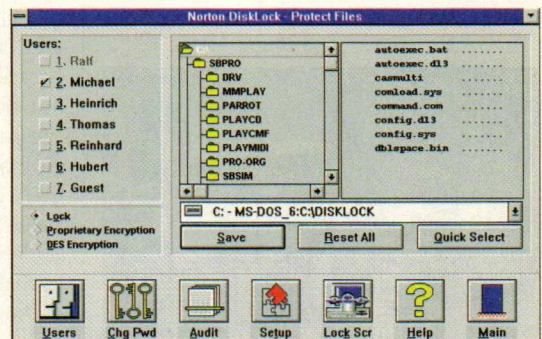 Norton DiskLock - Protect Files
Users:
1. Ralf
2. Michael
3. Heinrich
4. Thomas
5. Reinhard
6. Hubert
7. Guest
Lock
Proprietary Encryption
DES Encryption
SBPRO
DRV
MMPLAY
PARROT
PLAYCD
PLAYCMF
PLAYMIDI
PRO-ORG
SBSIM
autoexec.bat .......
autoexec.dl3 .......
casmulti .......
comload.sys .......
command.com .......
config.dl3 .......
config.sys .......
dblspace.bin .......
C: - MS-DOS_6:C:\DISKLOCK
Save
Reset All
Quick Select
Users
Chg Pwd
Audit
Setup
Lock Scr
Help
Main